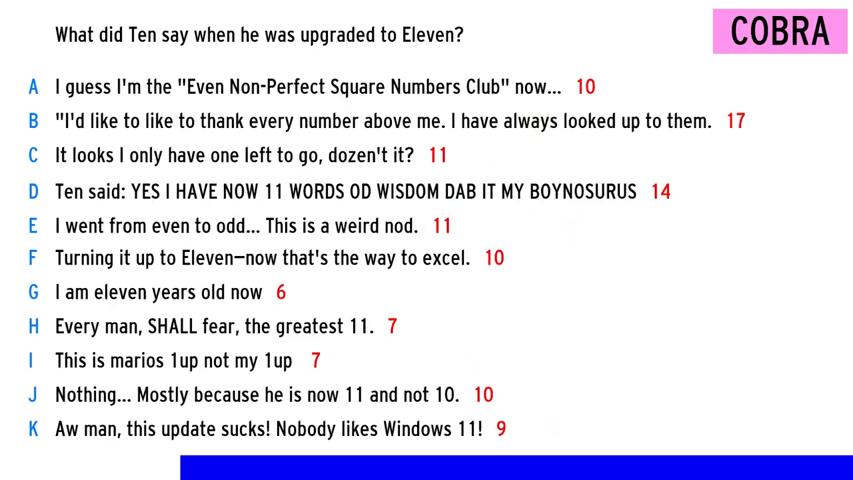 What did Ten say when he was upgraded to Eleven?
COBRA
A I guess I'm the "Even Non-Perfect Square Numbers Club" now... 10
B "I'd like to like to thank every number above me. I have always looked up to them. 17
C It looks I only have one left to go, dozen't it? 11
D Ten said: YES I HAVE NOW 11 WORDS OD WISDOM DAB IT MY BOYNOSURUS 14
E I went from even to odd... This is a weird nod. 11
F Turning it up to Eleven—now that's the way to excel. 10
G I am eleven years old now 6
H Every man, SHALL fear, the greatest 11. 7
I This is marios 1up not my 1up 7
J Nothing... Mostly because he is now 11 and not 10. 10
K Aw man, this update sucks! Nobody likes Windows 11! 9